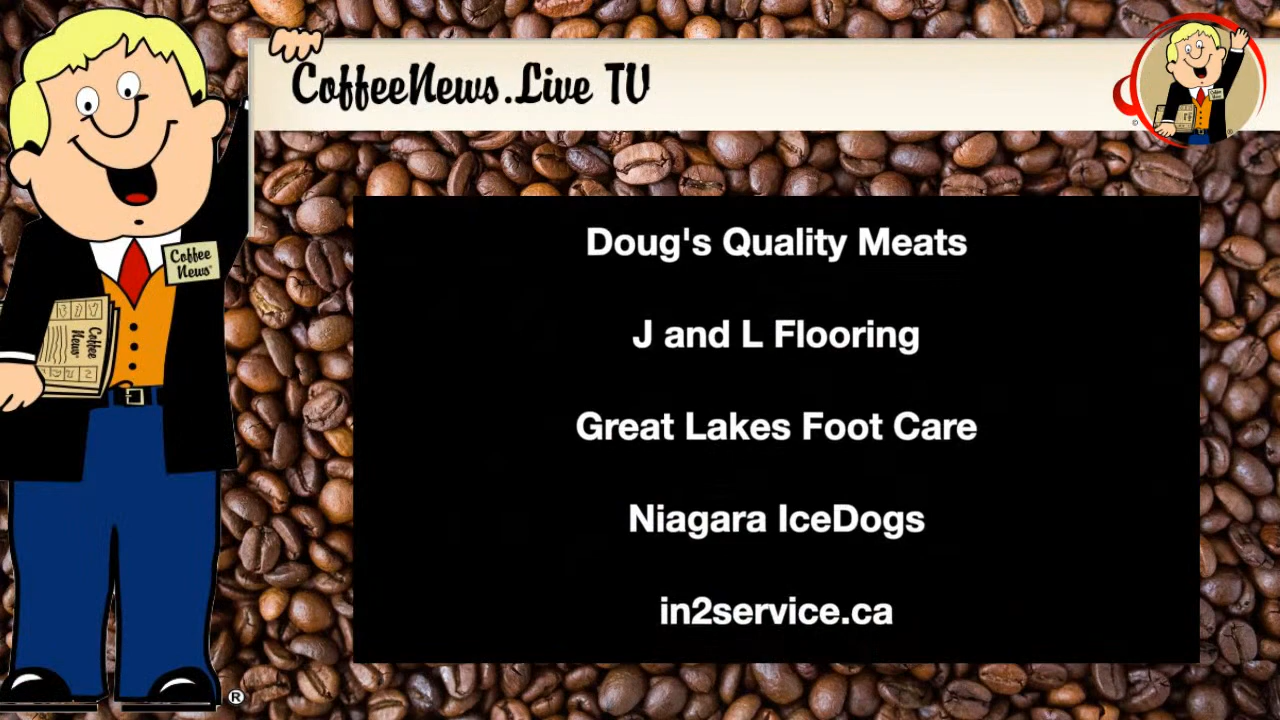 CoffeeNews.Live TV
Coffee
News
Coffee
News
Doug's Quality Meats
J and L Flooring
Great Lakes Foot Care
Niagara IceDogs
in2service.ca
®